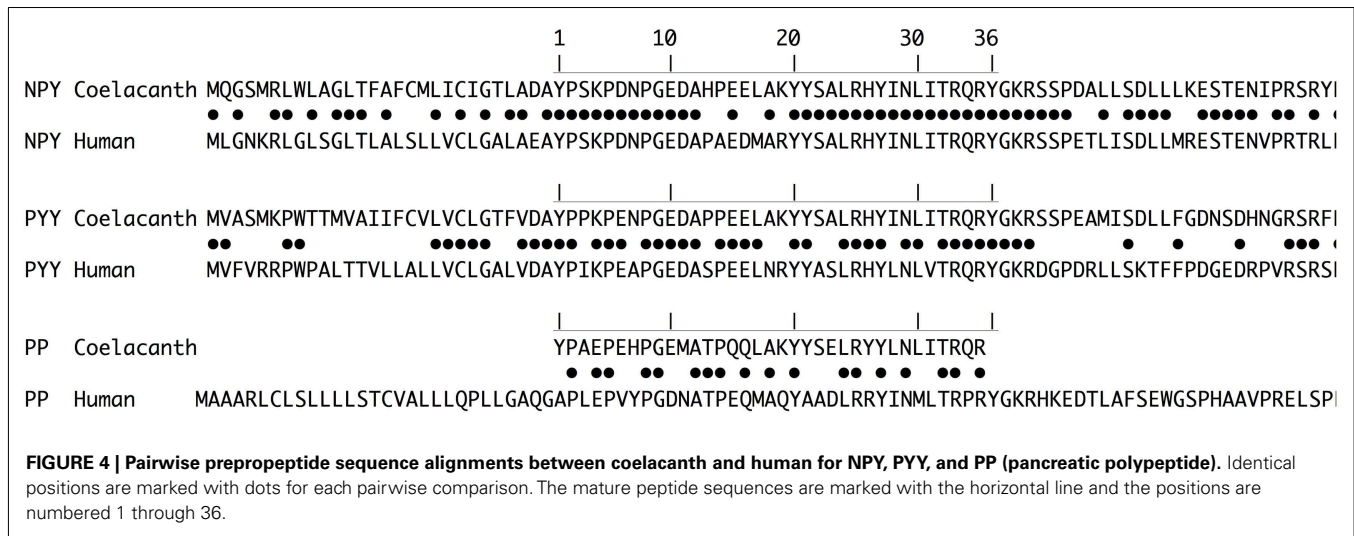 1 10 20 30 36
NPY Coelacanth MQGSMRLWLAGLTFAFCMLICIGTLADAYPSKPDNPGEDAHPEELAKYYSALRHYINLITRQRYGKRSSPDALLSDLLLKESTENIPRSRY
NPY Human MLGNKRLGLSGLTLALSLLVCLGALAEAYPSKPDNPGEDAPAEDMARYYSALRHYINLITRQRYGKRSSPETLISDLLMRESTENVPRTRL
PYY Coelacanth MVASMKPWTTMVAIIFCVLVCLGTFVDAYPPKPENPGEDAPPEELAKYYSALRHYINLITRQRYGKRSSPEAMISDLLFGDNSDHNGRSRF
PYY Human MVFVRRPWPALTTVLLALLVCLGALVDAYPIKPEAPGEDASPEELNRYYASLRHYLNLVTRQRYGKRDGPDRLLSKTFFPDGEDRPVRSRS
PP Coelacanth YPAEPEHPGEMATPQQLAKYYSELRYYLNLITRQR
PP Human MAAARLCLSLLLLSTCVALLLQPLLGAQGAPLEPVYPGDNATPEQMAQYAADLRRYINMLTRPRYGKRHKEDTLAFSEWGSPHAAVPRELSP
FIGURE 4 | Pairwise prepropeptide sequence alignments between coelacanth and human for NPY, PYY, and PP (pancreatic polypeptide). Identical
positions are marked with dots for each pairwise comparison. The mature peptide sequences are marked with the horizontal line and the positions are
numbered 1 through 36.